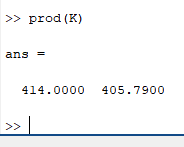 >> prod(K)
ans =
414.0000 405.7900
>>